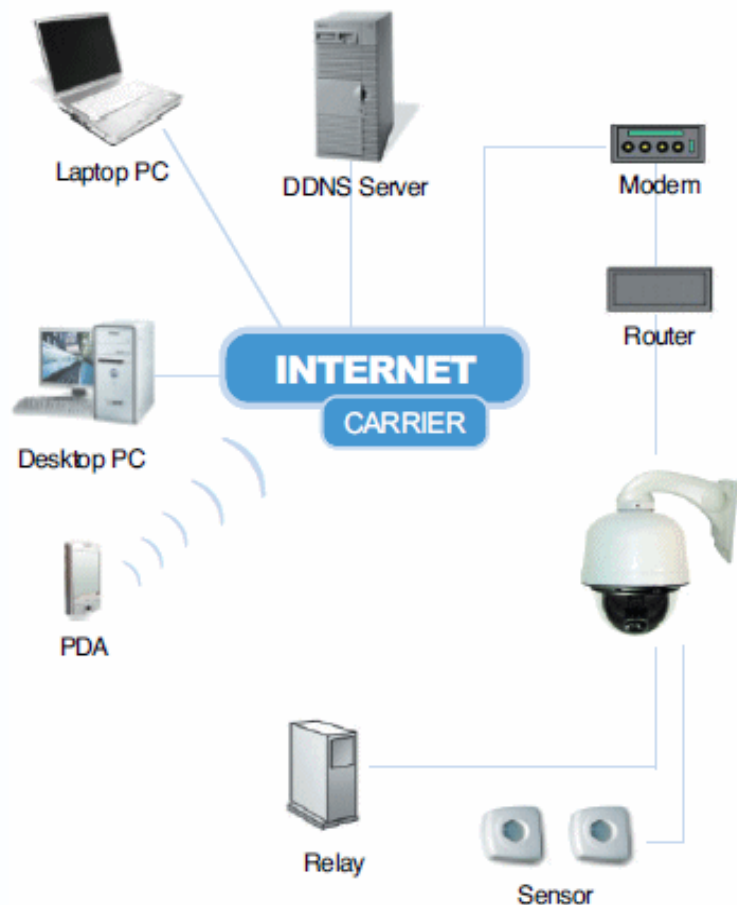 Laptop PC
DDNS Server
Modem
Router
INTERNET
CARRIER
Desktop PC
PDA
Relay
Sensor